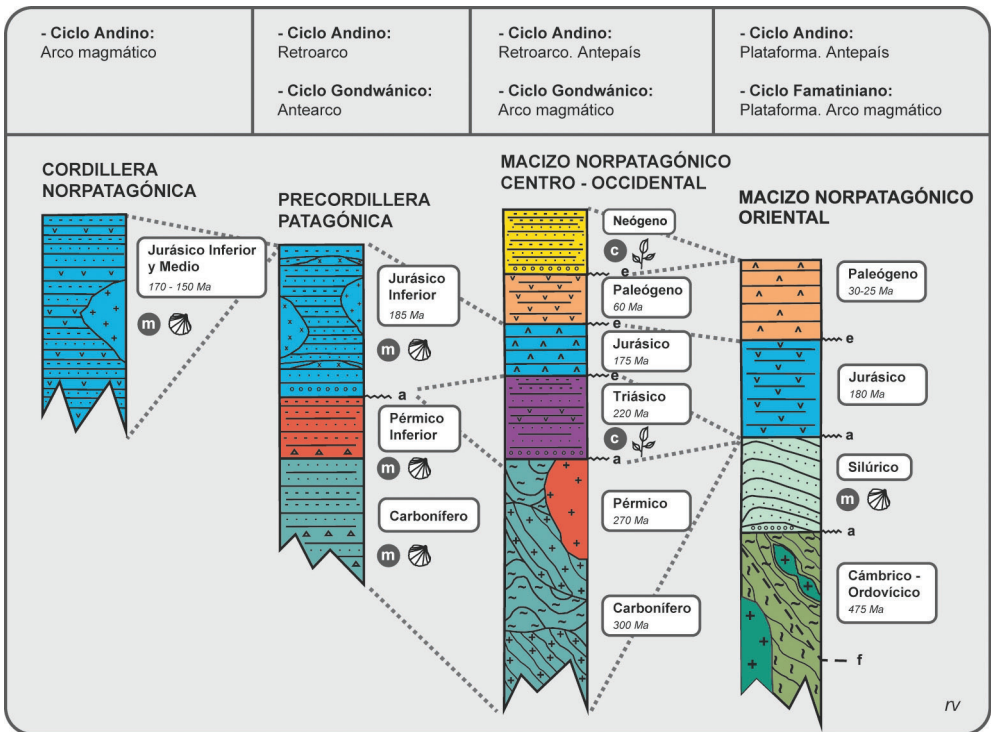 - Ciclo Andino:
Arco magmático
- Ciclo Andino:
Retroarco
- Ciclo Gondwánico:
Antearco
- Ciclo Andino:
Retroarco. Antepaís
- Ciclo Gondwánico:
Arco magmático
- Ciclo Andino:
Plataforma. Antepaís
- Ciclo Famatiniano:
Plataforma. Arco magmático
CORDILLERA
NORPATAGÓNICA
Jurásico Inferior
y Medio
170 - 150 Ma
m
PRECORDILLERA
PATAGÓNICA
Jurásico
Inferior
185 Ma
m
a
Pérmico
Inferior
m
Carbonífero
m
MACIZO NORPATAGÓNICO
CENTRO - OCCIDENTAL
Neógeno
c
e
Paleógeno
60 Ma
e
Jurásico
175 Ma
e
Triásico
220 Ma
c
a
Pérmico
270 Ma
Carbonífero
300 Ma
MACIZO NORPATAGÓNICO
ORIENTAL
Paleógeno
30-25 Ma
e
Jurásico
180 Ma
a
Silúrico
m
a
Cámbrico -
Ordovícico
475 Ma
f
rv